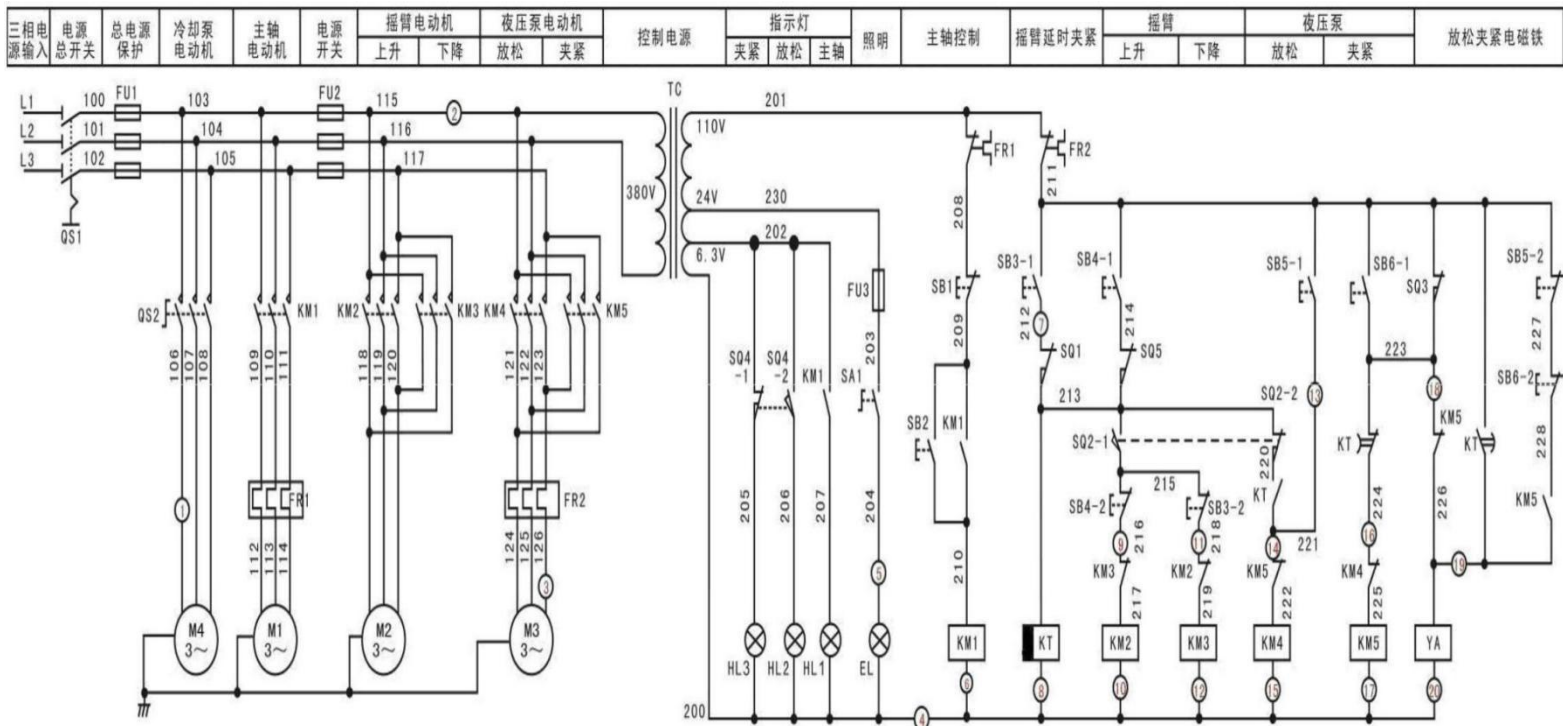 三相电源输入 电源总开关 总电源保护 冷却泵电动机 主轴电动机 电源开关 摇臂电动机 夜压泵电动机 控制电源 指示灯 照明 主轴控制 摇臂延时夹紧 摇臂 夜压泵 放松夹紧电磁铁
上升 下降 放松 夹紧 夹紧 放松 主轴 上升 下降 放松 夹紧
L1 100 FU1 103 FU2 115 2 TC 201
L2 101 104 116 110V FR1 FR2
L3 102 105 117 211
380V 24V 230 208
QS1 202
6.3V
FU3 SB1 SB3-1 SB4-1 SB5-1 SB6-1 SQ3 SB5-2
QS2 KM1 KM2 KM3 KM4 KM5
209 212 7 214 227
106 107 108 109 110 111 118 119 120 121 122 123 203
SQ4-1 SQ4-2 KM1 SA1 SQ1 SQ5 223 SB6-2
213 SQ2-2 13 18
SB2 KM1 SQ2-1 KT KM5 KT 228
220
215 KT
1 FR1 FR2 205 206 207 204 SB4-2 SB3-2 224 226 KM5
9 216 11 218 14 221 16
112 113 114 124 125 126 3 5 210 KM3 KM2 KM5 KM4 19
217 219 222 225
M4 3~ M1 3~ M2 3~ M3 3~
HL3 HL2 HL1 EL KM1 KT KM2 KM3 KM4 KM5 YA
6 8 10 12 15 17 20
200 4